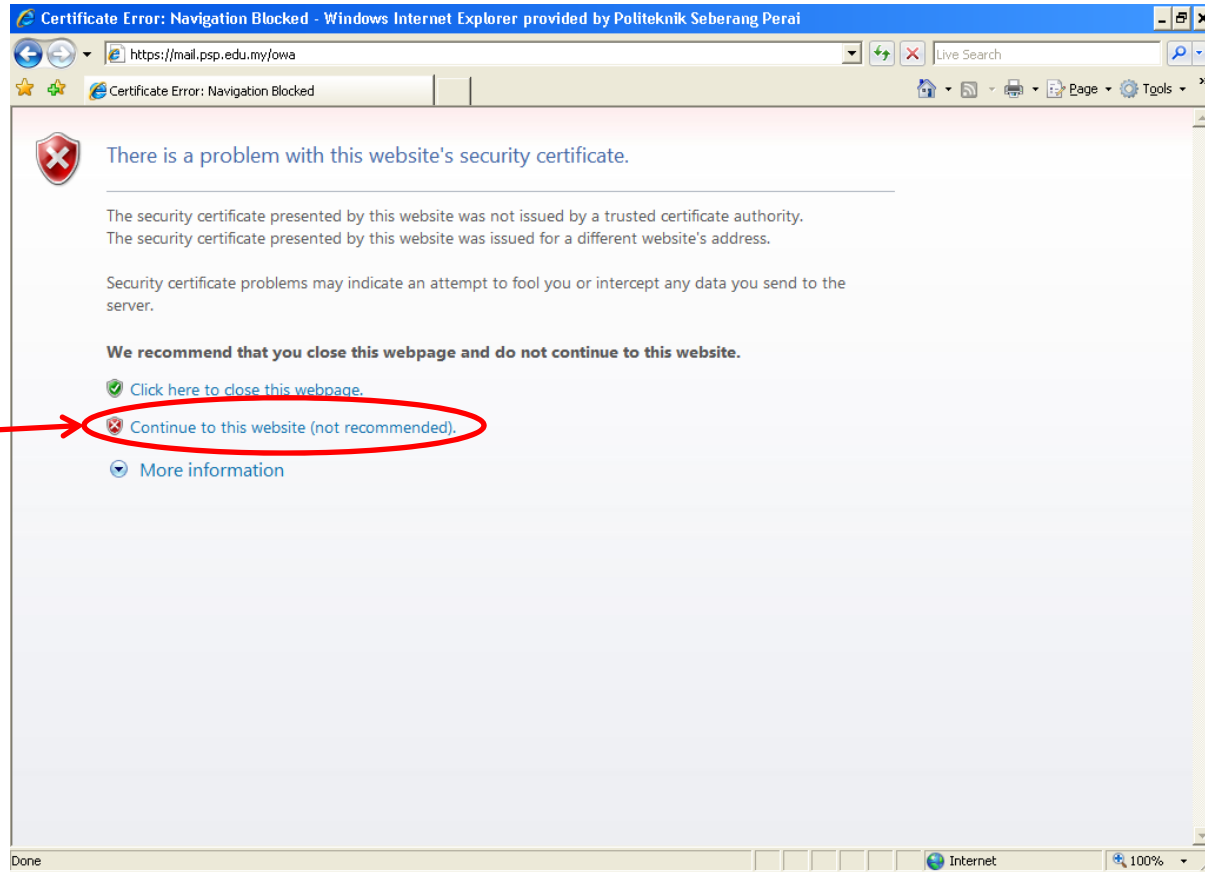 Certificate Error: Navigation Blocked - Windows Internet Explorer provided by Politeknik Seberang Perai
https://mail.psp.edu.my/owa
Live Search
Certificate Error: Navigation Blocked
Page
Tools
There is a problem with this website's security certificate.
The security certificate presented by this website was not issued by a trusted certificate authority.
The security certificate presented by this website was issued for a different website's address.
Security certificate problems may indicate an attempt to fool you or intercept any data you send to the
server.
We recommend that you close this webpage and do not continue to this website.
Click here to close this webpage.
Continue to this website (not recommended).
More information
Done
Internet
100%